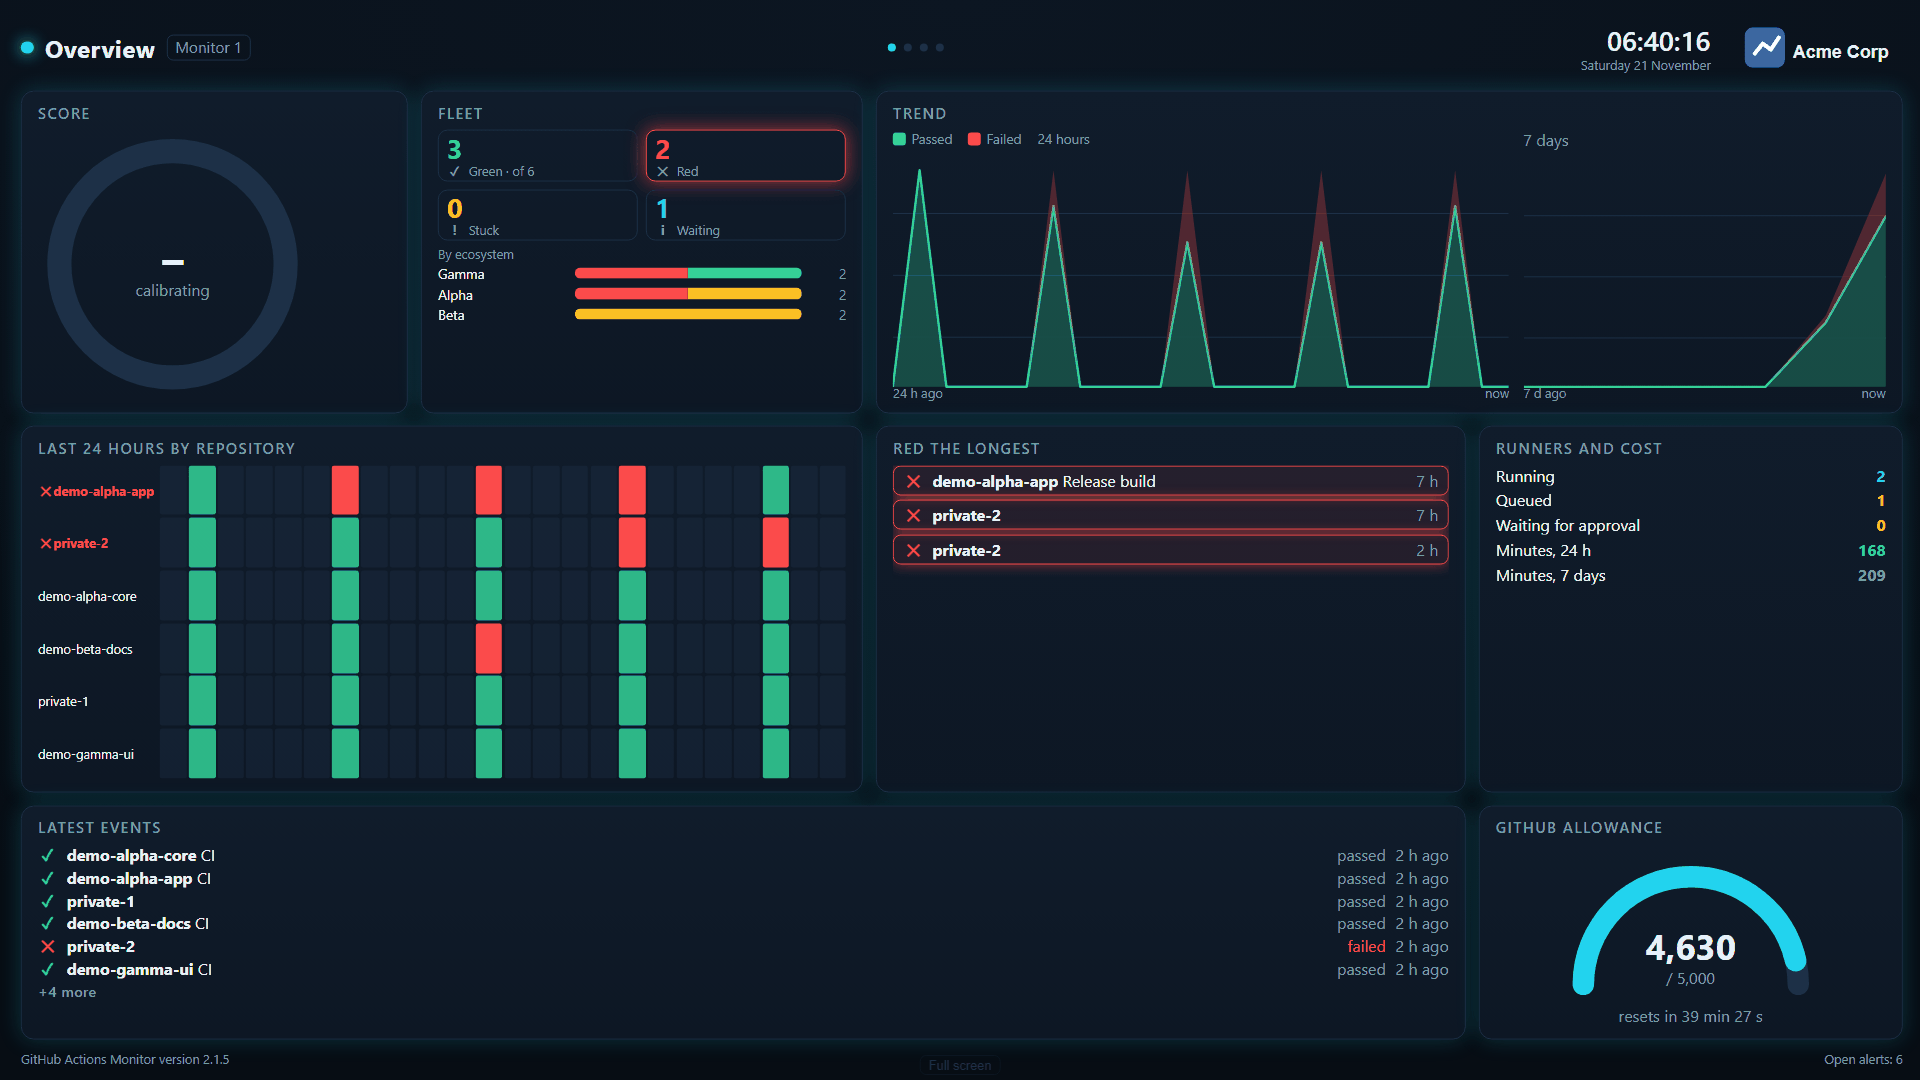 Overview
Monitor 1
06:40:16
Saturday 21 November
Acme Corp
SCORE
–
calibrating
FLEET
3
Green · of 6
2
Red
0
! Stuck
1
i Waiting
By ecosystem
Gamma 2
Alpha 2
Beta 2
TREND
Passed Failed 24 hours
7 days
24 h ago
now
7 d ago
now
LAST 24 HOURS BY REPOSITORY
demo-alpha-app
private-2
demo-alpha-core
demo-beta-docs
private-1
demo-gamma-ui
RED THE LONGEST
demo-alpha-app Release build 7 h
private-2 7 h
private-2 2 h
RUNNERS AND COST
Running 2
Queued 1
Waiting for approval 0
Minutes, 24 h 168
Minutes, 7 days 209
LATEST EVENTS
demo-alpha-core CI passed 2 h ago
demo-alpha-app CI passed 2 h ago
private-1 passed 2 h ago
demo-beta-docs CI passed 2 h ago
private-2 failed 2 h ago
demo-gamma-ui CI passed 2 h ago
+4 more
GITHUB ALLOWANCE
4,630
/ 5,000
resets in 39 min 27 s
GitHub Actions Monitor version 2.1.5
Full screen
Open alerts: 6